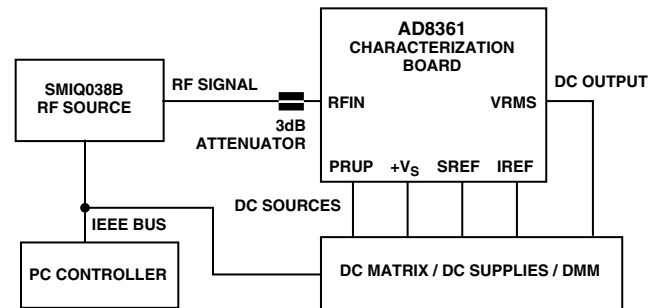 AD8361
CHARACTERIZATION
BOARD
SMIQ038B
RF SOURCE
RF SIGNAL
3dB
ATTENUATOR
RFIN
VRMS
DC OUTPUT
PRUP +VS SREF IREF
DC SOURCES
IEEE BUS
PC CONTROLLER
DC MATRIX / DC SUPPLIES / DMM